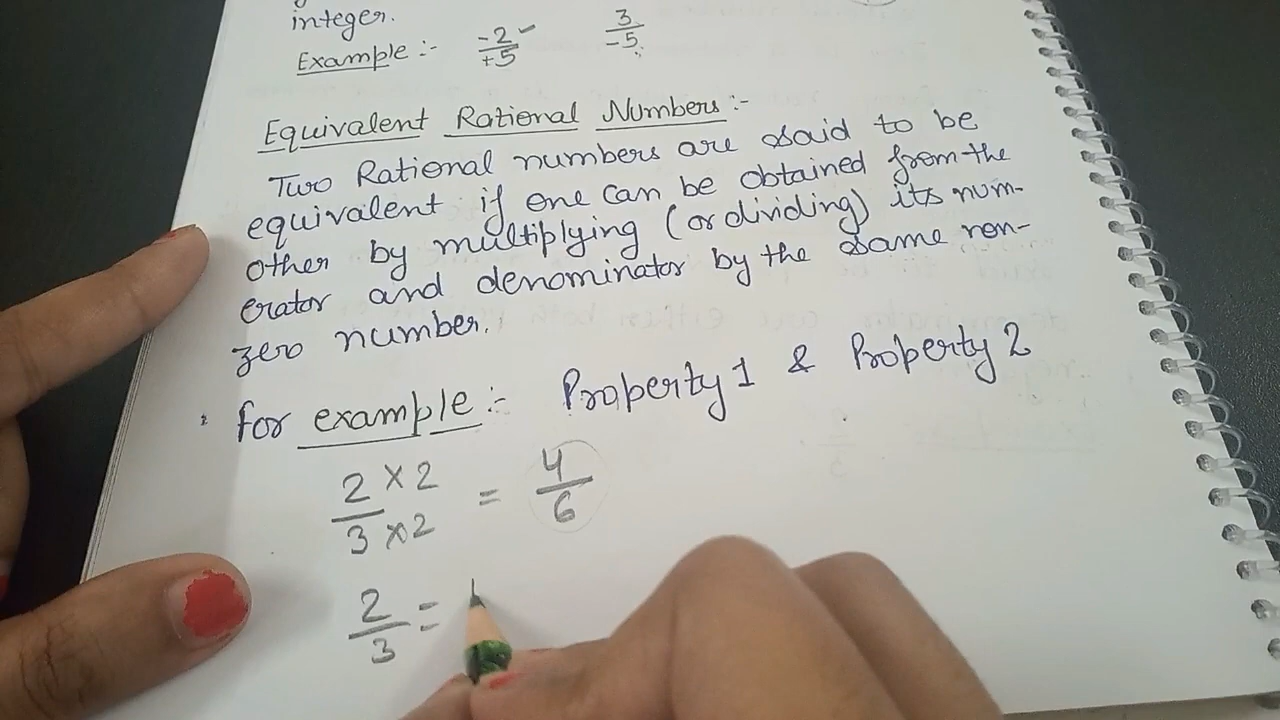 integer.
Example :- -2/+5 3/-5
Equivalent Rational Numbers :-
Two Rational numbers are said to be
equivalent if one can be obtained from the
other by multiplying (or dividing) its num-
erator and denominator by the same non-
zero number.
for example :- Property 1 & Property 2
2 × 2 / 3 × 2 = 4/6
2/3 =